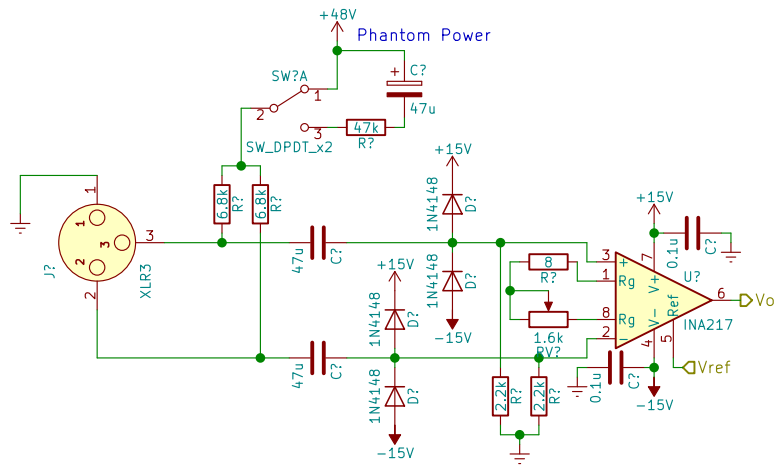 +48V
Phantom Power
SW?A
+ C?
1
2
47u
3
47k
SW_DPDT_x2
R?
+15V
1
6.8k
R?
6.8k
R?
1N4148
D?
+15V
0.1u
C?
1
3
2
3
J?
XLR3
2
47u
C?
1N4148
D?
-15V
+15V
1N4148
D?
8
R?
1.6k
RV?
3
+
1
Rg
8
Rg
2
-
7
V+
U?
6
Vo
Ref
V-
INA217
4
5
Vref
47u
C?
1N4148
D?
-15V
2.2k
R?
2.2k
R?
0.1u
C?
-15V